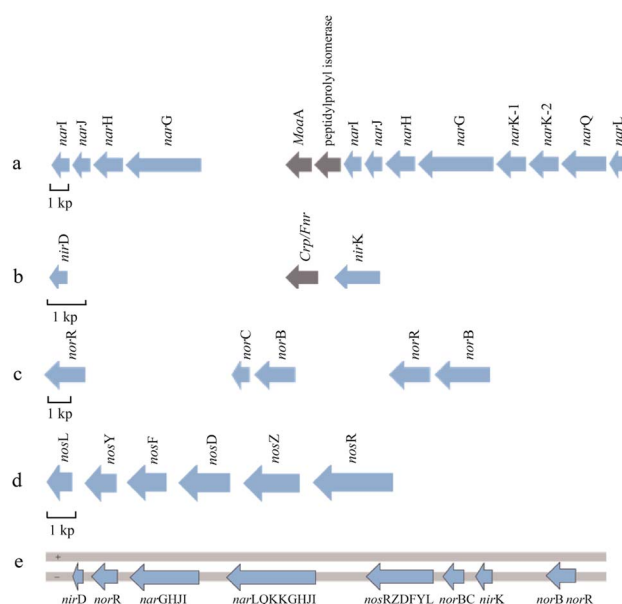 a
narI
narJ
narH
narG
MoaA
peptidylprolyl isomerase
narI
narJ
narH
narG
narK-1
narK-2
narQ
narL
1 kp
b
nirD
Crp/Fnr
nirK
1 kp
c
norR
norC
norB
norR
norB
1 kp
d
nosL
nosY
nosF
nosD
nosZ
nosR
1 kp
e
+
−
nirD norR narGHJI narLQKKGHJI nosRZDFYL norBC nirK norB norR